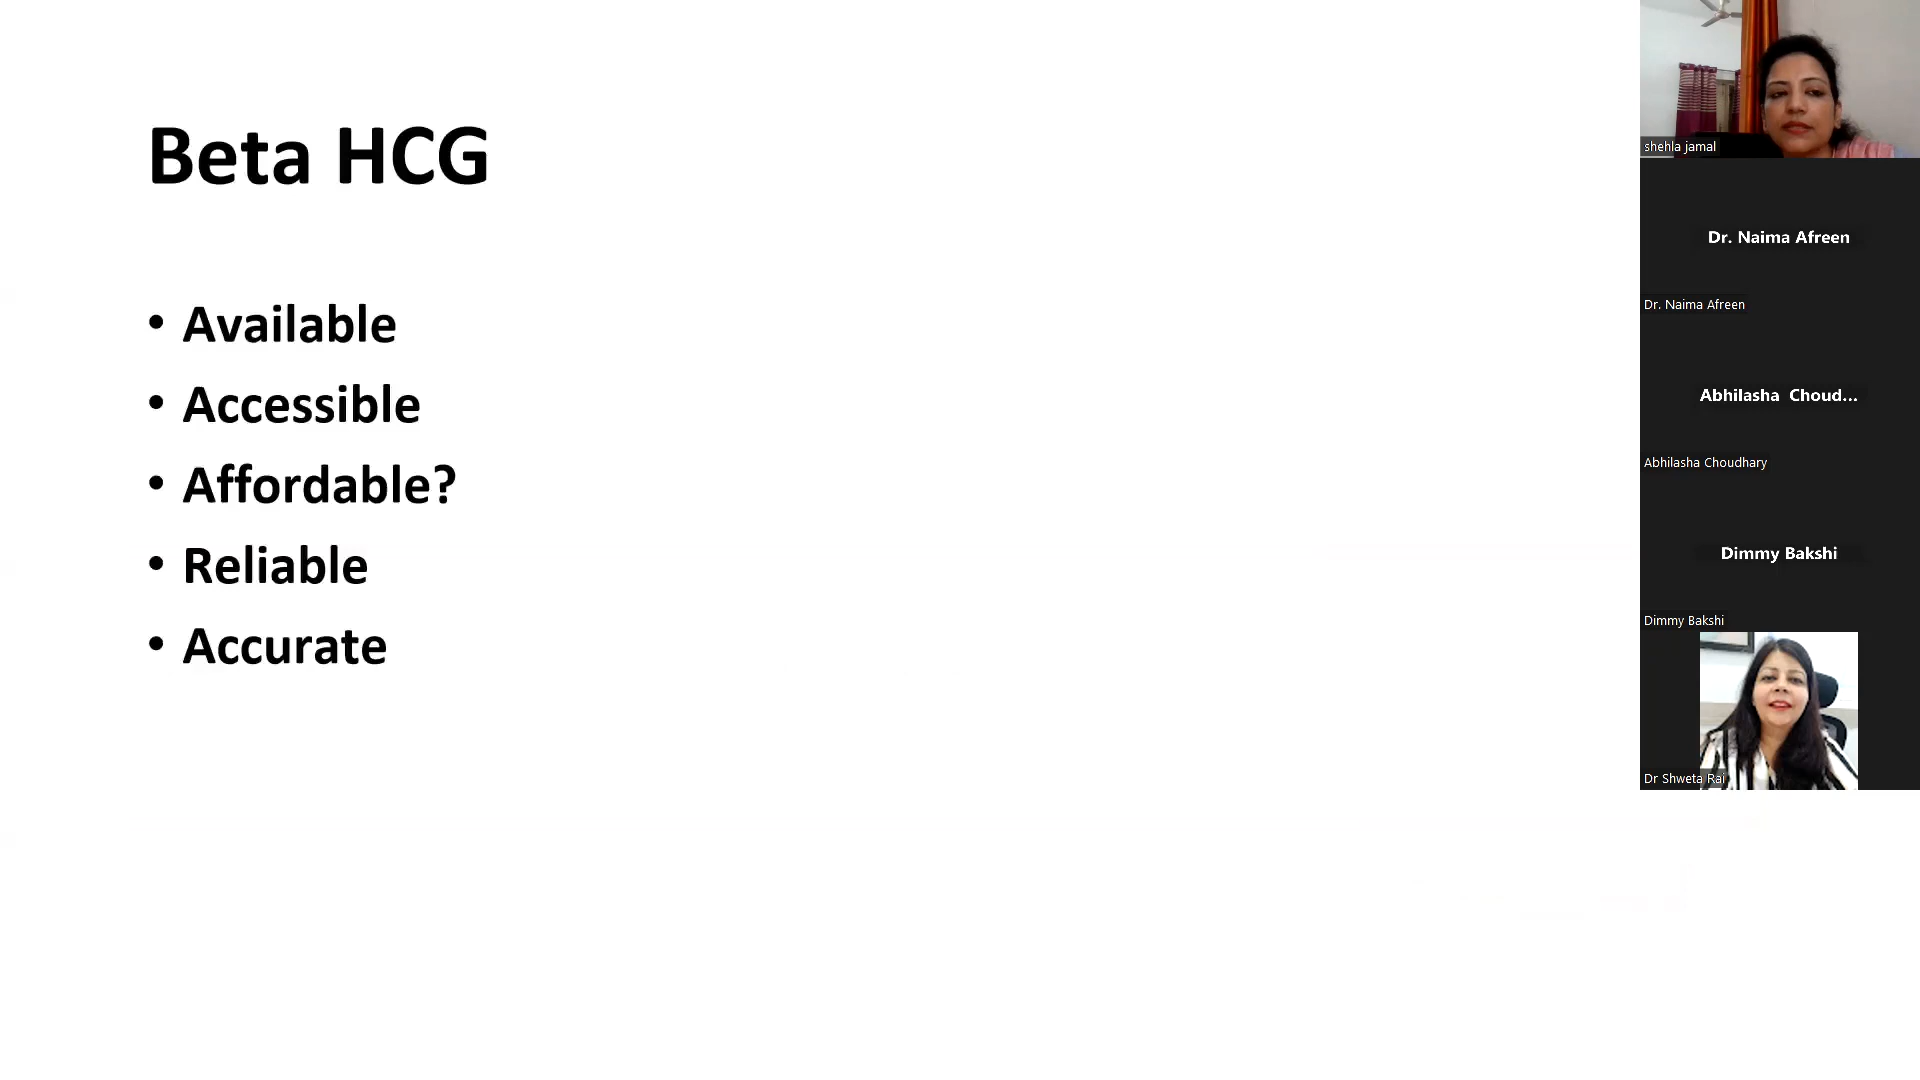 Beta HCG
• Available
• Accessible
• Affordable?
• Reliable
• Accurate
shehla jamal
Dr. Naima Afreen
Dr. Naima Afreen
Abhilasha Choud...
Abhilasha Choudhary
Dimmy Bakshi
Dimmy Bakshi
Dr Shweta Rai